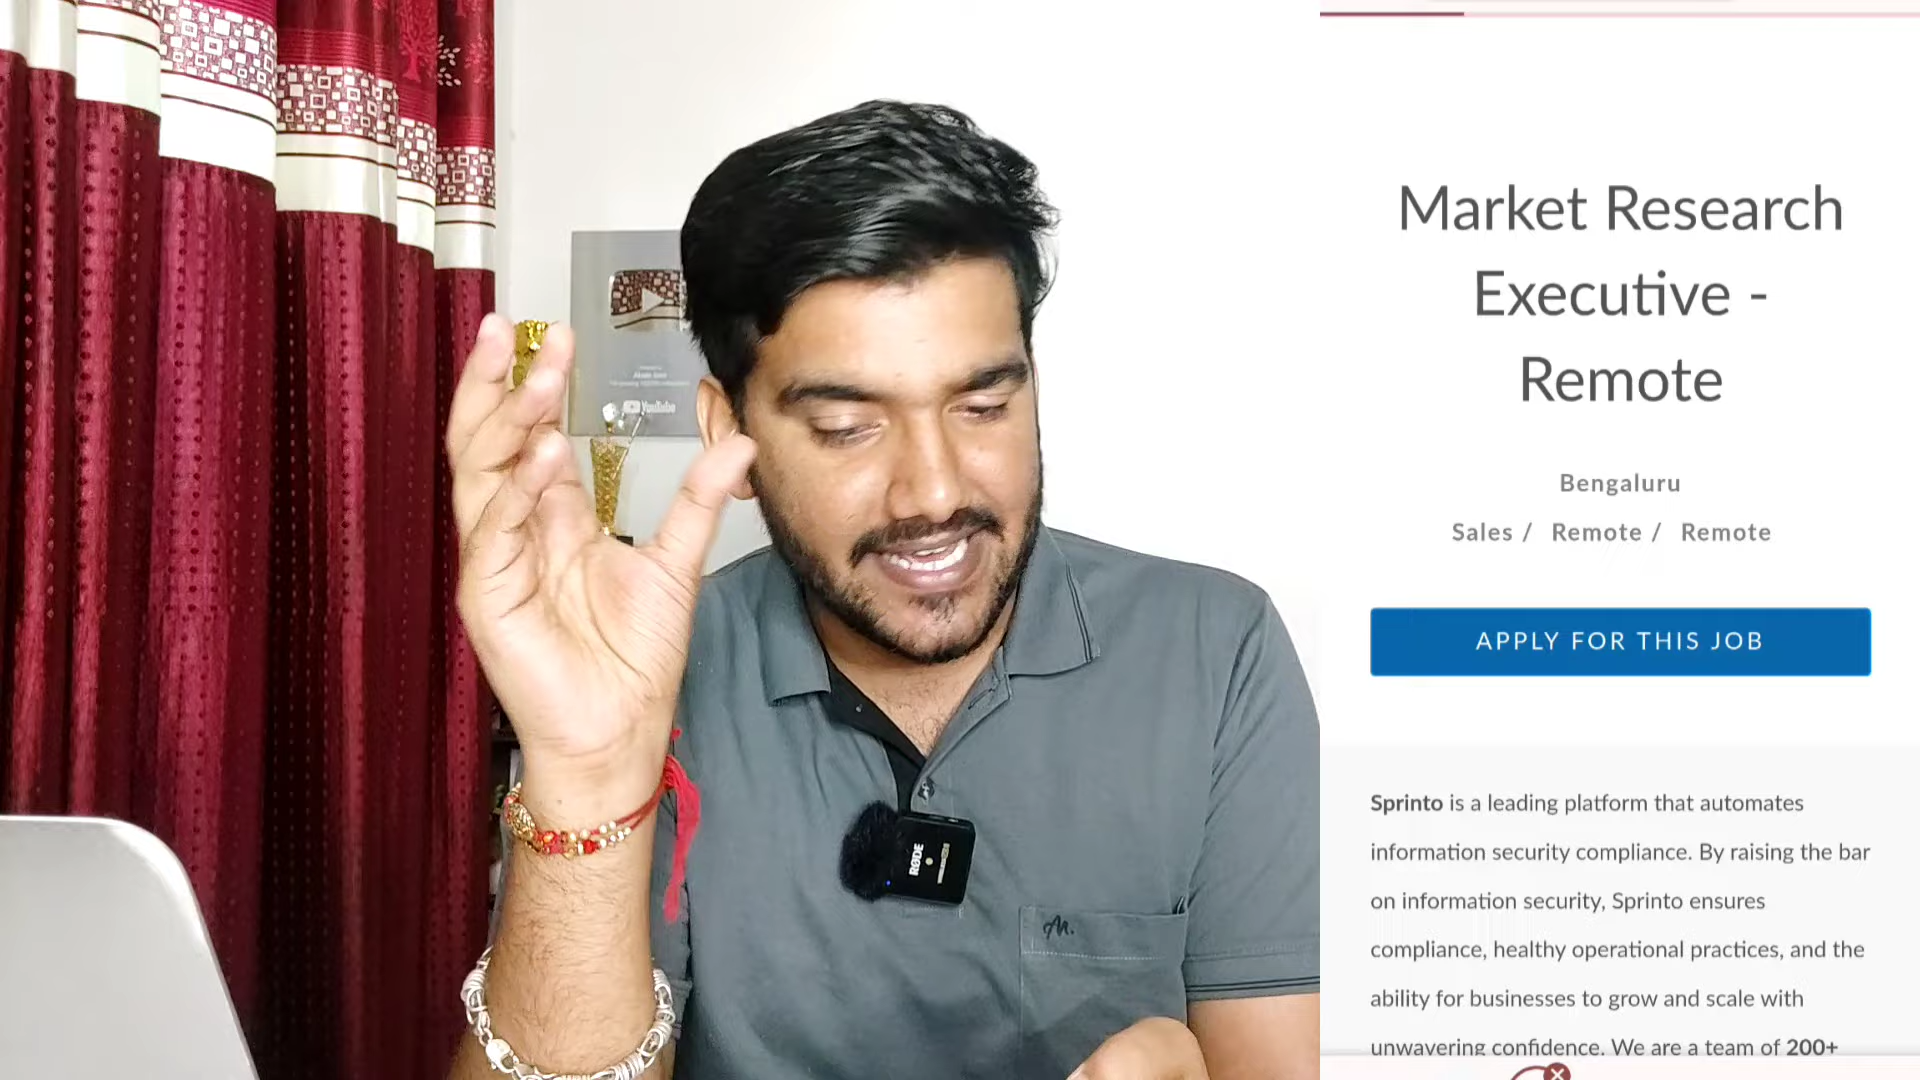 YouTube
RØDE
M.
Market Research
Executive -
Remote
Bengaluru
Sales / Remote / Remote
APPLY FOR THIS JOB
Sprinto is a leading platform that automates
information security compliance. By raising the bar
on information security, Sprinto ensures
compliance, healthy operational practices, and the
ability for businesses to grow and scale with
unwavering confidence. We are a team of 200+